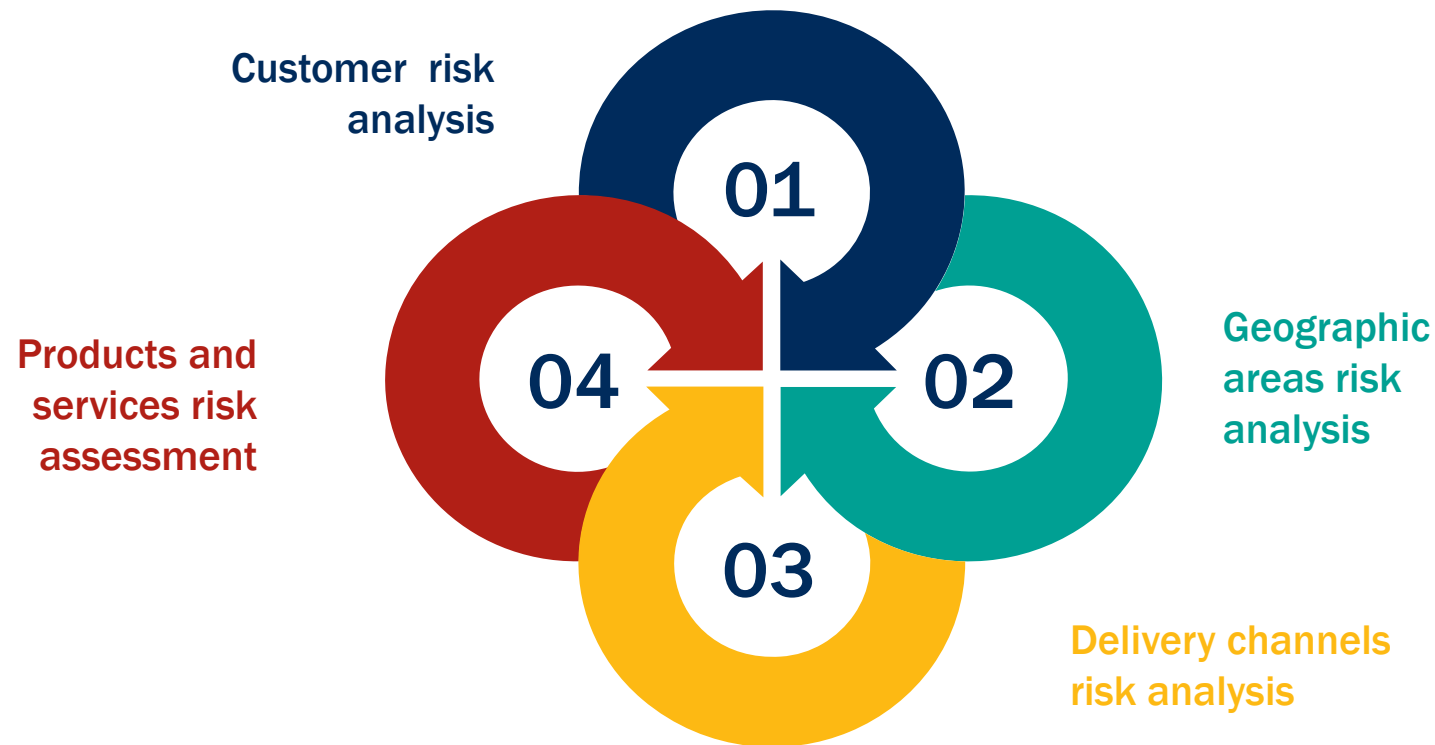 Customer risk
analysis
01
Geographic
areas risk
analysis
02
Delivery channels
risk analysis
03
Products and
services risk
assessment
04